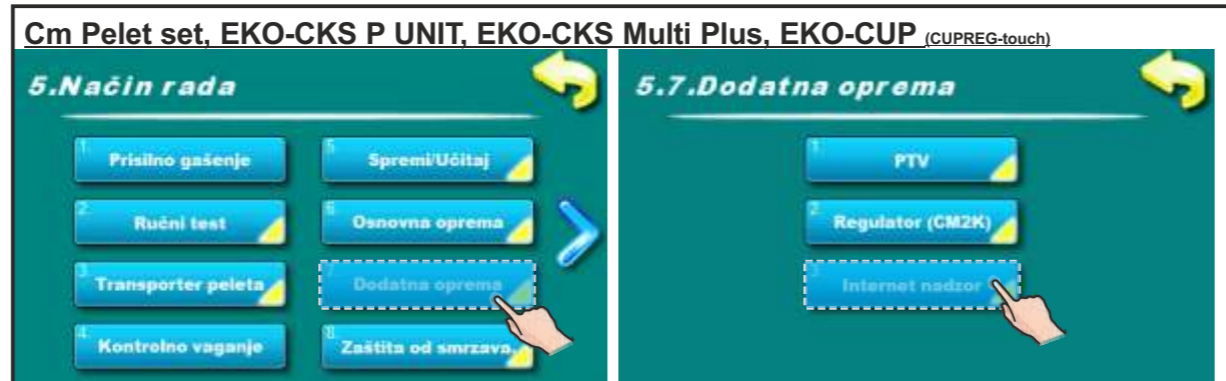 Cm Pelet set, EKO-CKS P UNIT, EKO-CKS Multi Plus, EKO-CUP (CUPREG-touch)
5.Način rada
1. Prisilno gašenje
2. Ručni test
3. Transporter peleta
4. Kontrolno vaganje
5. Spremi/Učitaj
6. Osnovna oprema
7. Dodatna oprema
8. Zaštita od smrzava.
5.7.Dodatna oprema
1. PTV
2. Regulator (CM2K)
3. Internet nadzor